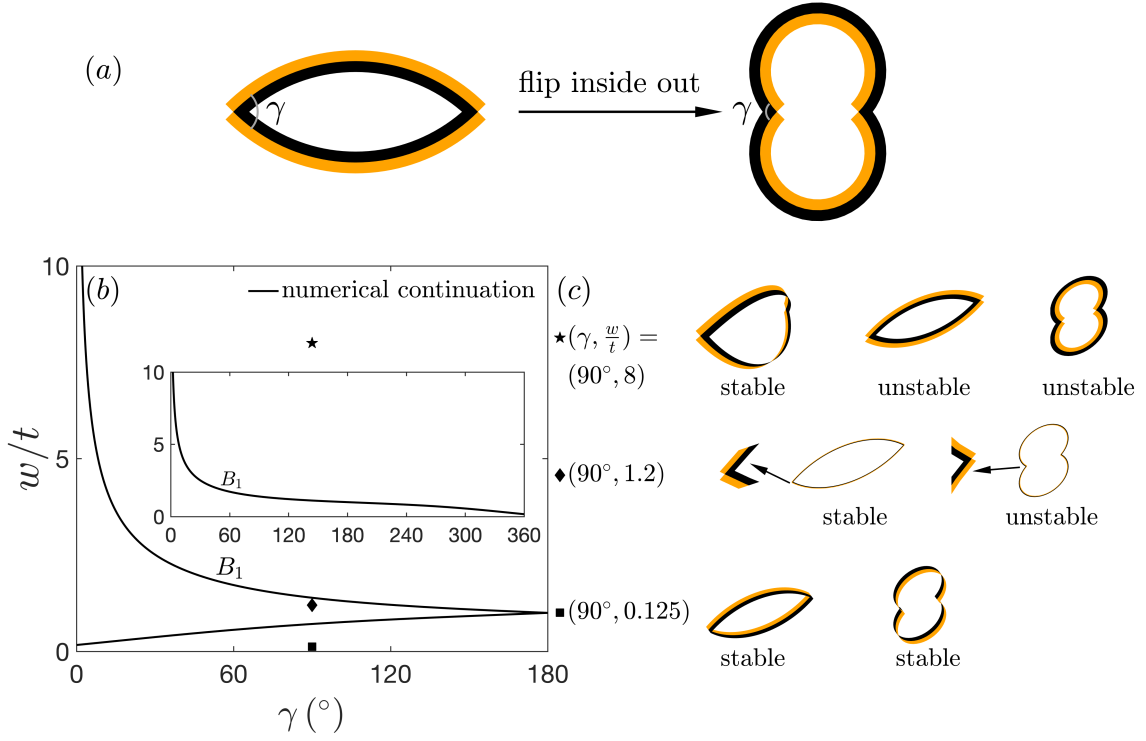 (a)
γ
flip inside out
γ
10
(b)
numerical continuation
5
0
w/t
B₁
10
5
0
B₁
0
60
120
180
240
300
360
0
60
120
180
γ (°)
(c)
(γ, w/t) =
(90°, 8)
stable
unstable
unstable
(90°, 1.2)
stable
unstable
(90°, 0.125)
stable
stable